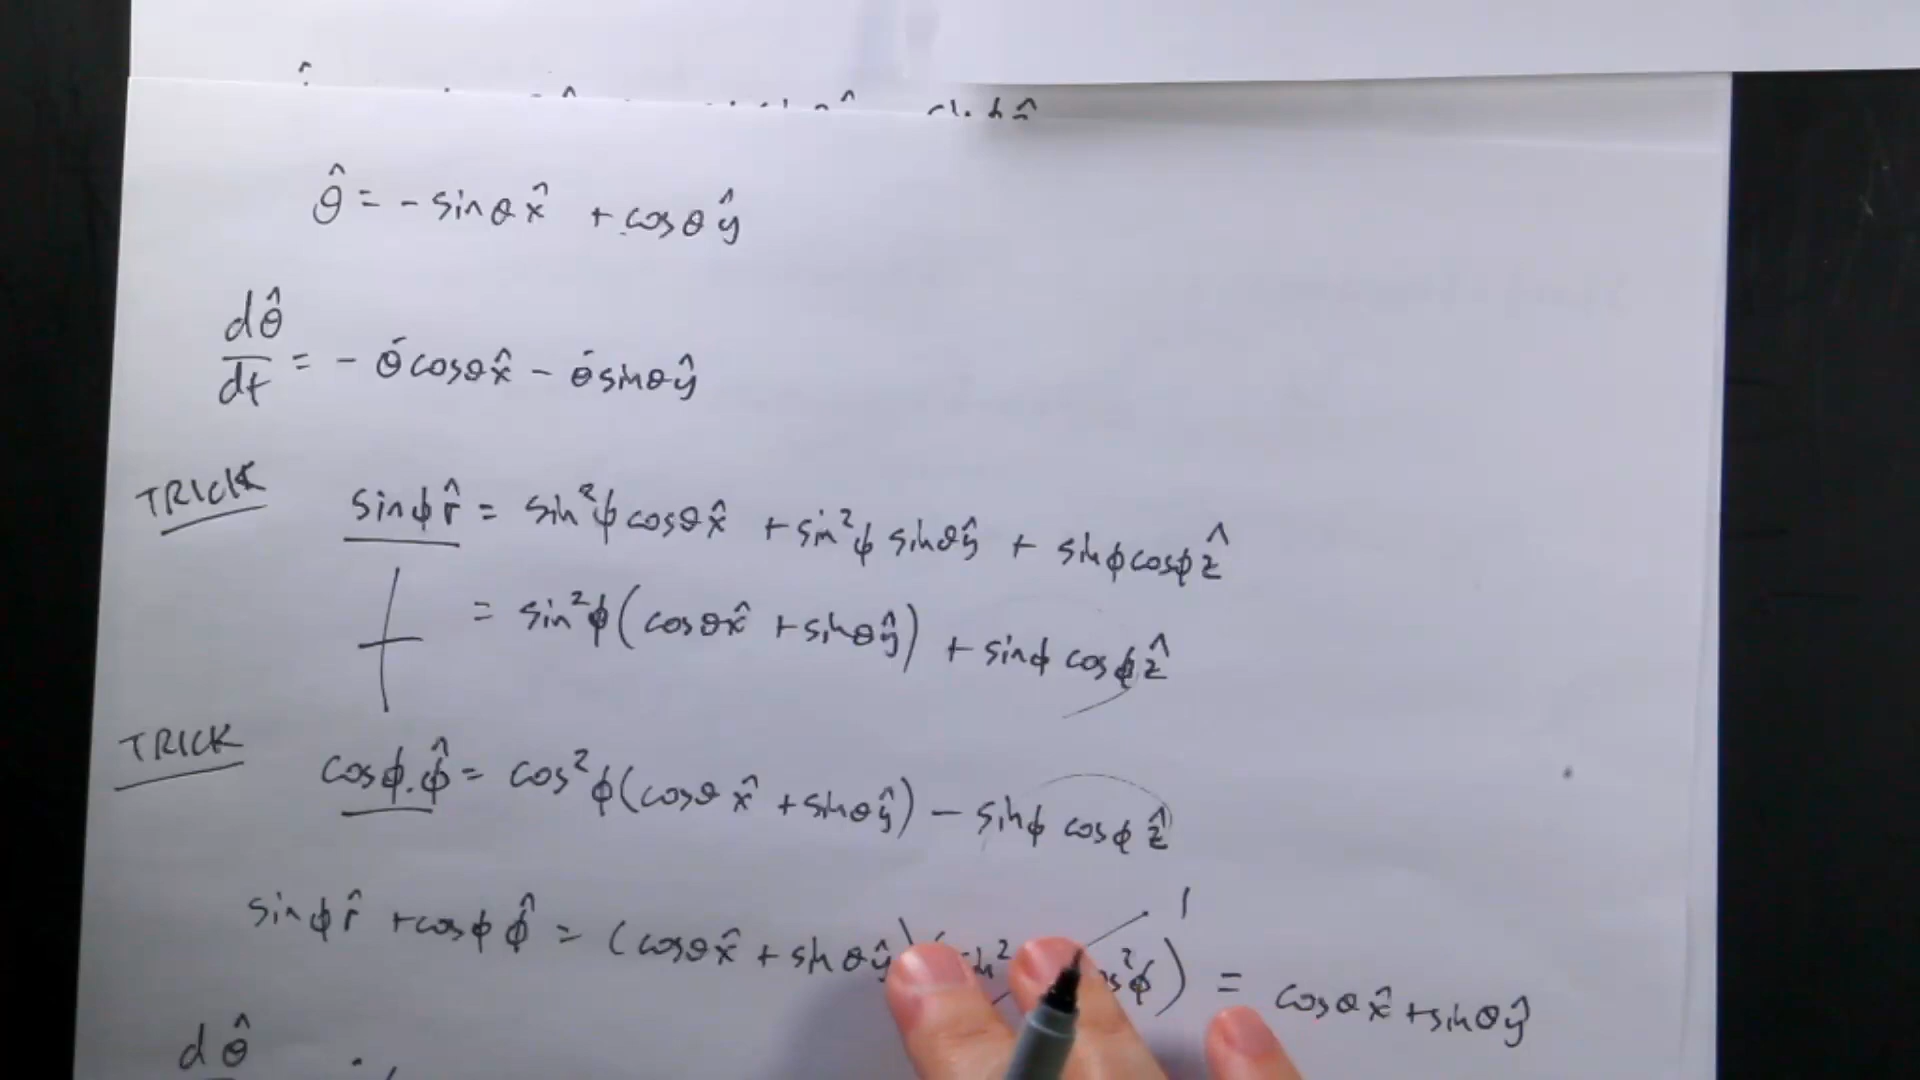 θ̂ = - sinθ x̂ + cosθ ŷ
dθ̂/dt = - θ̇ cosθ x̂ - θ̇ sinθ ŷ
TRICK sinϕ r̂ = sin²ϕ cosθ x̂ + sin²ϕ sinθ ŷ + sinϕ cosϕ ẑ
= sin²ϕ (cosθ x̂ + sinθ ŷ) + sinϕ cosϕ ẑ
+
TRICK cosϕ . ϕ̂ = cos²ϕ (cosθ x̂ + sinθ ŷ) - sinϕ cosϕ ẑ
1
sinϕ r̂ + cosϕ ϕ̂ = (cosθ x̂ + sinθ ŷ) = cosθ x̂ + sinθ ŷ
dθ̂